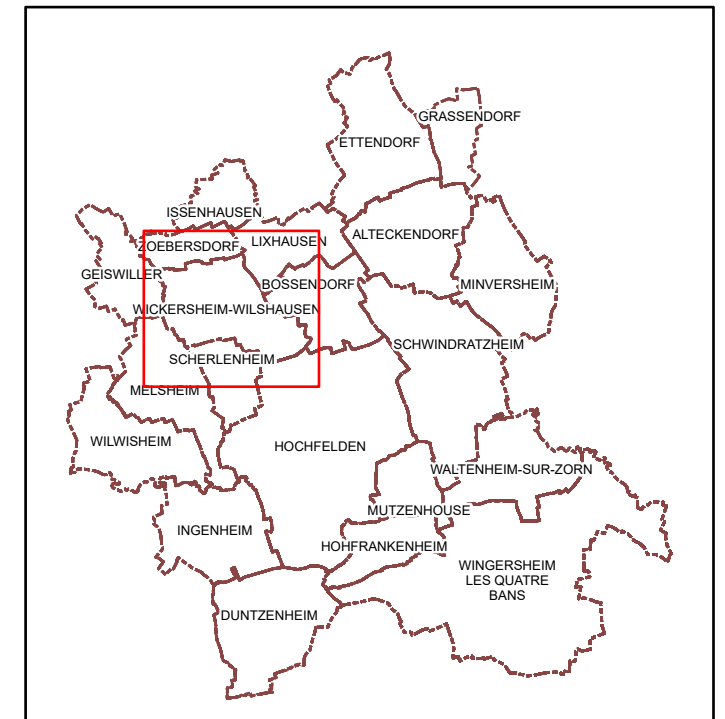 GRASSENDORF
ETTENDORF
ISSENHAUSEN
ALTECKENDORF
ZOEBERSDORF
LIXHAUSEN
GEISWILLER
BOSSENDORF
MINVERSHEIM
WICKERSHEIM-WILSHAUSEN
SCHWINDRATZHEIM
SCHERLENHEIM
MELSHEIM
WILWISHEIM
HOCHFELDEN
WALTENHEIM-SUR-ZORN
MUTZENHOUSE
INGENHEIM
HOHFRANKENHEIM
WINGERSHEIM
LES QUATRE
BANS
DUNTZENHEIM